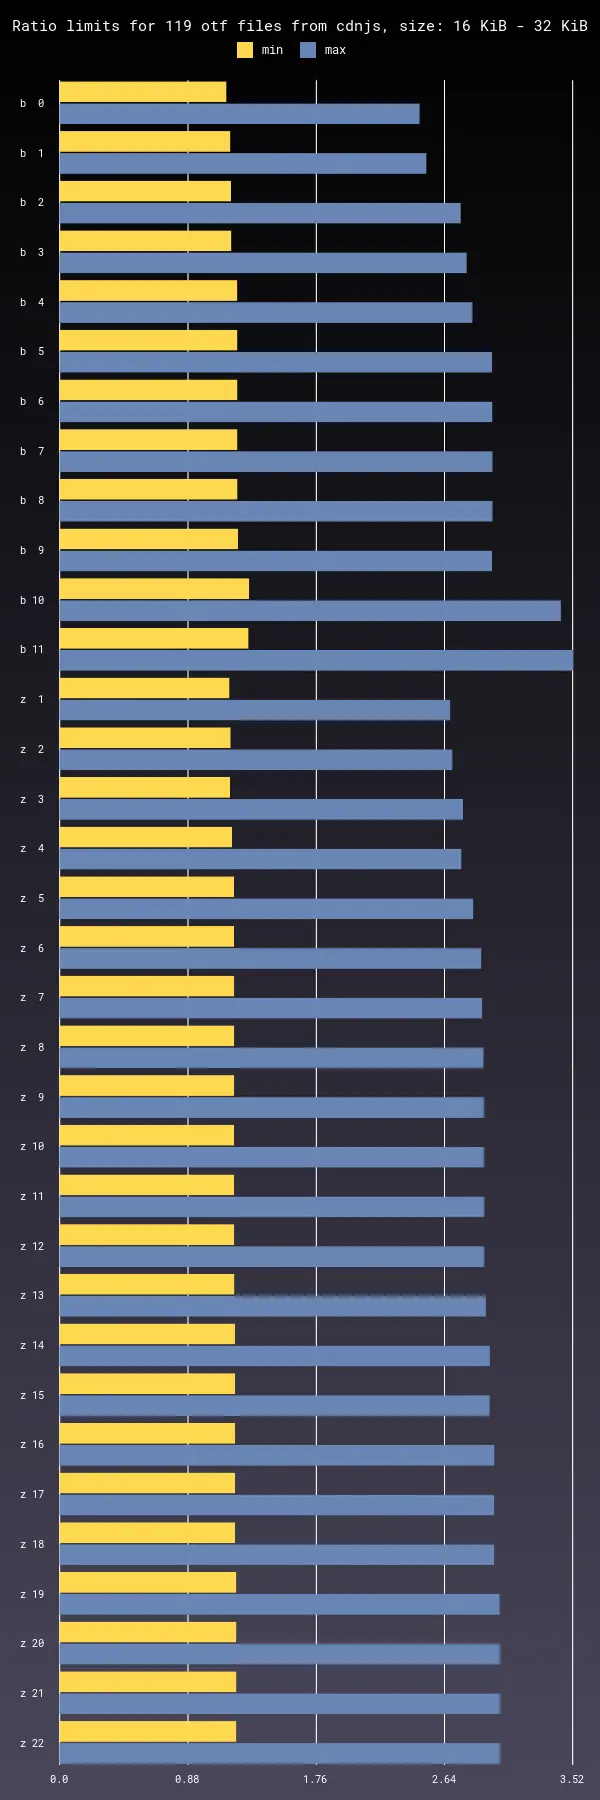 Ratio limits for 119 otf files from cdnjs, size: 16 KiB - 32 KiB
min max
b 0
b 1
b 2
b 3
b 4
b 5
b 6
b 7
b 8
b 9
b 10
b 11
z 1
z 2
z 3
z 4
z 5
z 6
z 7
z 8
z 9
z 10
z 11
z 12
z 13
z 14
z 15
z 16
z 17
z 18
z 19
z 20
z 21
z 22
0.0 0.88 1.76 2.64 3.52